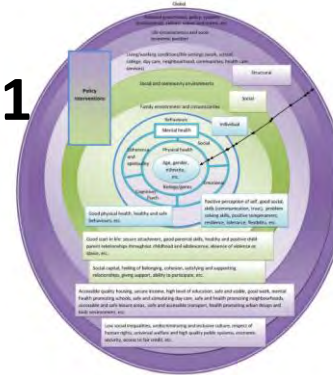 Global
1
Life circumstances and socio
economic position
Living/working conditions/life settings (work, school
college, day care, neighbourhood, communities, health care
services)
Policy
interventions
Structural
Social and community environments
Social
Family environment and circumstances
Behaviours
Individual
Mental health
Physical health
Social
Age, gender,
ethnicity,
etc.
Biology/genes
Emotional
Good physical health, healthy and safe
behaviours, etc.
Positive perception of self, good social
skills (communication, trust), problem
solving skills, positive temperament,
resilience, tolerance, flexibility, etc.
Good start in life: secure attachment, good parental skills, healthy and positive child
parent relationships throughout childhood and adolescence, absence of violence or
abuse, etc.
Social capital, feeling of belonging, cohesion, satisfying and supporting
relationships, giving support, ability to participate, etc.
Accessible quality housing, secure income, high level of education, safe and stable, good work, mental
health promoting schools, safe and stimulating day care, safe and health promoting neighbourhoods,
accessible and safe leisure areas, safe and accessible transport, health promoting urban design and
built environment, etc.
Low social inequalities, undiscriminating and inclusive culture, respect of
human rights, universal welfare and high quality public systems, economic
security, access to fair credit, etc.